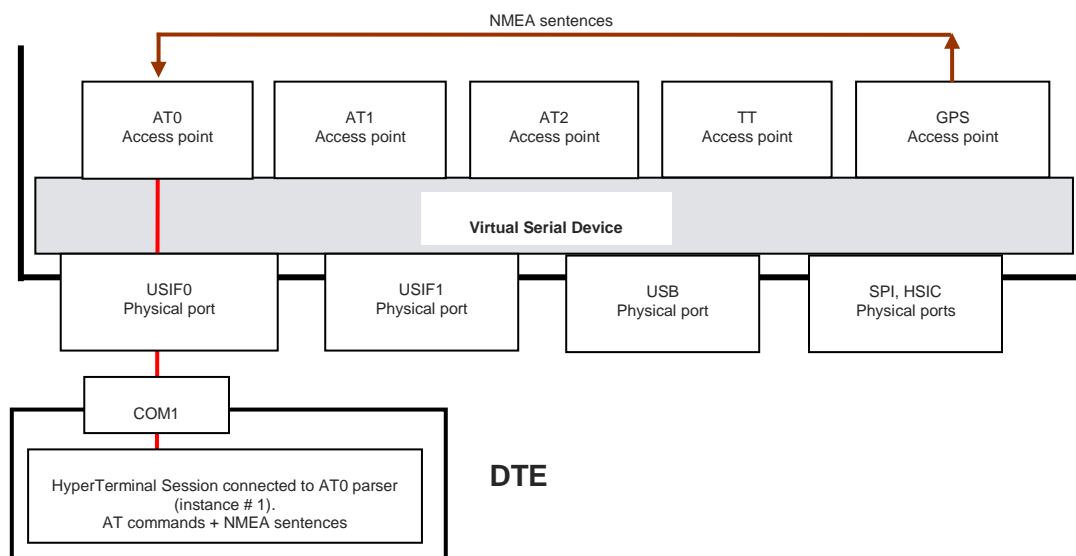 NMEA sentences
AT0
Access point
AT1
Access point
AT2
Access point
TT
Access point
GPS
Access point
Virtual Serial Device
USIF0
Physical port
USIF1
Physical port
USB
Physical port
SPI, HSIC
Physical ports
COM1
HyperTerminal Session connected to AT0 parser
(instance # 1).
AT commands + NMEA sentences
DTE